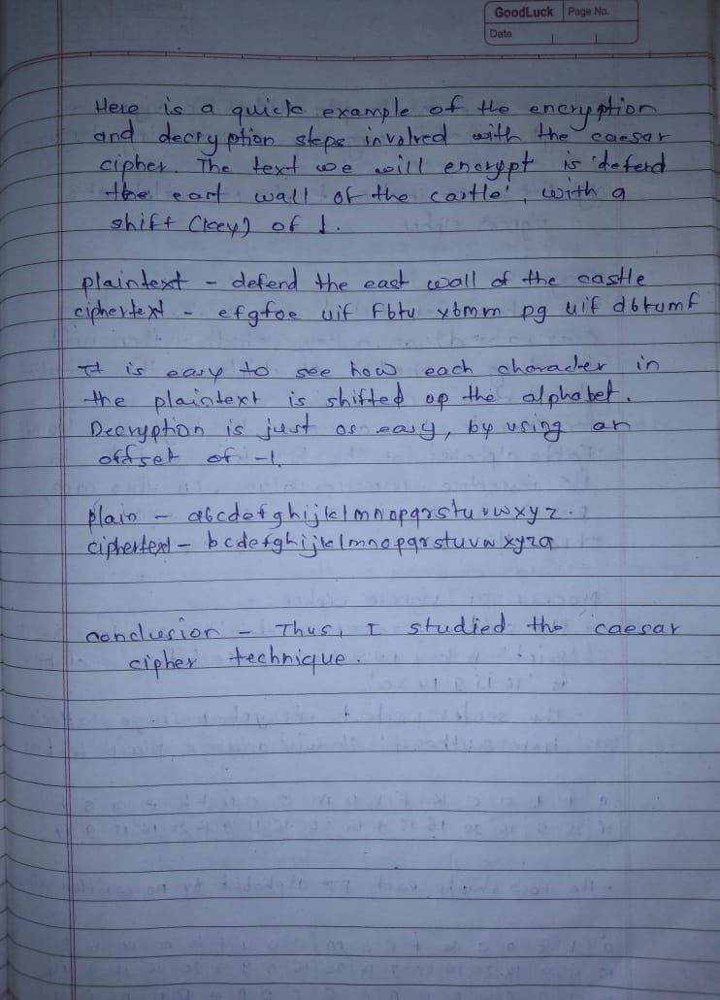 GoodLuck Page No.
Date
Here is a quick example of the encryption
and decryption steps involved with the caesar
cipher. The text we will encrypt is 'defend
the east wall of the castle', with a
shift (key) of 1.
plaintext - defend the east wall of the castle
ciphertext - efgfoe uif fbtu xbmm pg uif dbtumf
It is easy to see how each character in
the plaintext is shifted up the alphabet.
Decryption is just as easy, by using an
offset of -1.
plain - abcdefghijklmnopqrstuvwxyz.
ciphertext - bcdefghijklmnopqrstuvwxyza
conclusion - Thus, I studied the caesar
cipher technique.